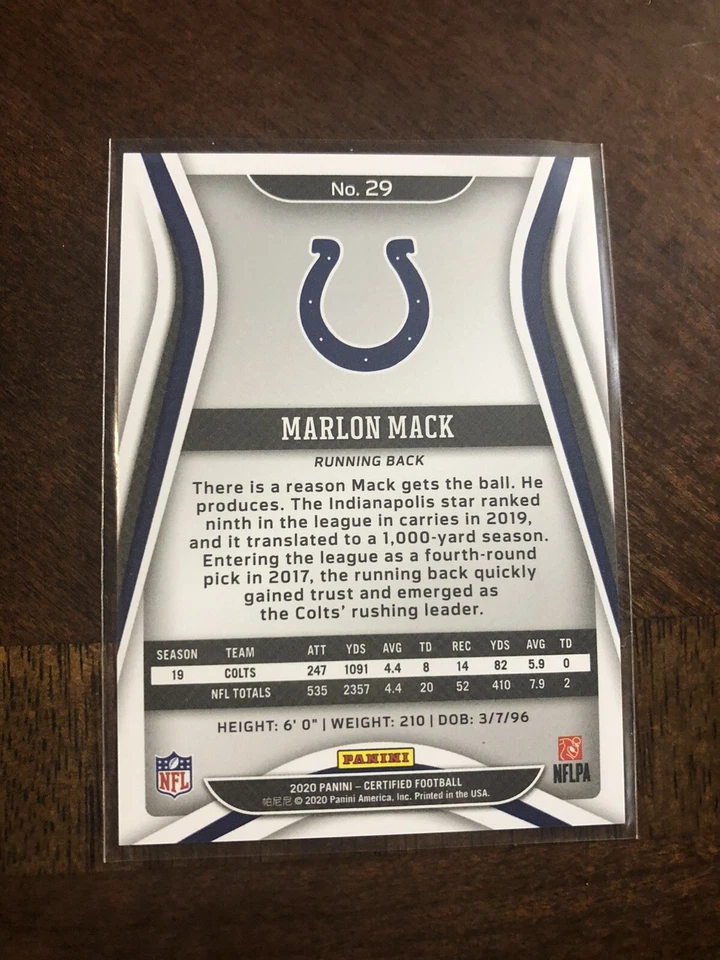 No. 29
MARLON MACK
RUNNING BACK
There is a reason Mack gets the ball. He
produces. The Indianapolis star ranked
ninth in the league in carries in 2019,
and it translated to a 1,000-yard season.
Entering the league as a fourth-round
pick in 2017, the running back quickly
gained trust and emerged as
the Colts' rushing leader.
SEASON TEAM ATT YDS AVG TD REC YDS AVG TD
19 COLTS 247 1091 4.4 8 14 82 5.9 0
NFL TOTALS 535 2357 4.4 20 52 410 7.9 2
HEIGHT: 6' 0" | WEIGHT: 210 | DOB: 3/7/96
NFL
PANINI
NFLPA
2020 PANINI – CERTIFIED FOOTBALL
帕尼尼 © 2020 Panini America, Inc. Printed in the USA.